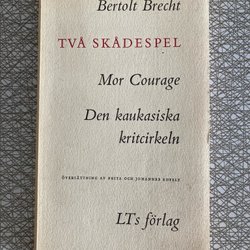 Bertolt Brecht
TVÅ SKÅDESPEL
Mor Courage
Den kaukasiska
kritcirkeln
ÖVERSÄTTNING AV BRITA OCH JOHANNES EDFELT
LTs förlag